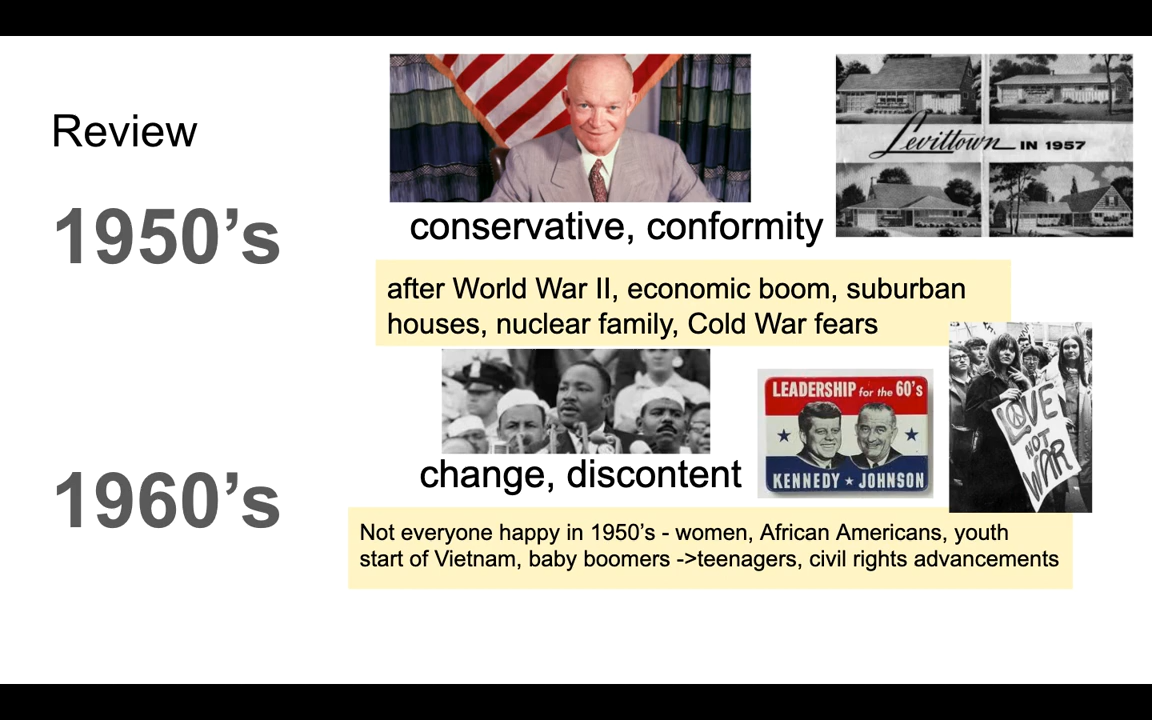 Review
1950’s
Levittown IN 1957
conservative, conformity
after World War II, economic boom, suburban
houses, nuclear family, Cold War fears
1960’s
change, discontent
LEADERSHIP for the 60's
KENNEDY ★ JOHNSON
LOVE
NOT
WAR
Not everyone happy in 1950’s - women, African Americans, youth
start of Vietnam, baby boomers ->teenagers, civil rights advancements